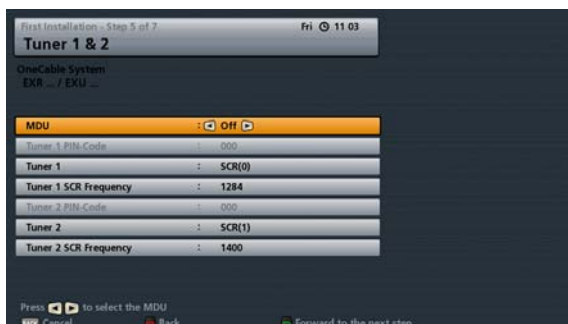 First Installation - Step 5 of 7
Fri 11 03
Tuner 1 & 2
OneCable System
EXR ... / EXU ...
MDU : Off
Tuner 1 PIN-Code : 000
Tuner 1 : SCR(0)
Tuner 1 SCR Frequency : 1284
Tuner 2 PIN-Code : 000
Tuner 2 : SCR(1)
Tuner 2 SCR Frequency : 1400
Press to select the MDU
Cancel Back Forward to the next step